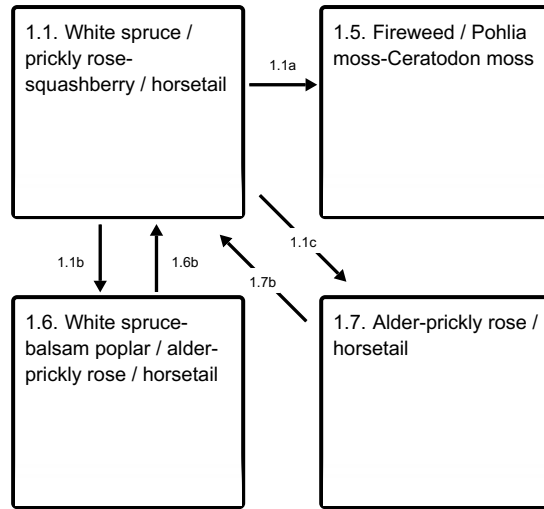 1.1. White spruce /
prickly rose-
squashberry / horsetail
1.1a
1.5. Fireweed / Pohlia
moss-Ceratodon moss
1.1b
1.6b
1.1c
1.7b
1.6. White spruce-
balsam poplar / alder-
prickly rose / horsetail
1.7. Alder-prickly rose /
horsetail